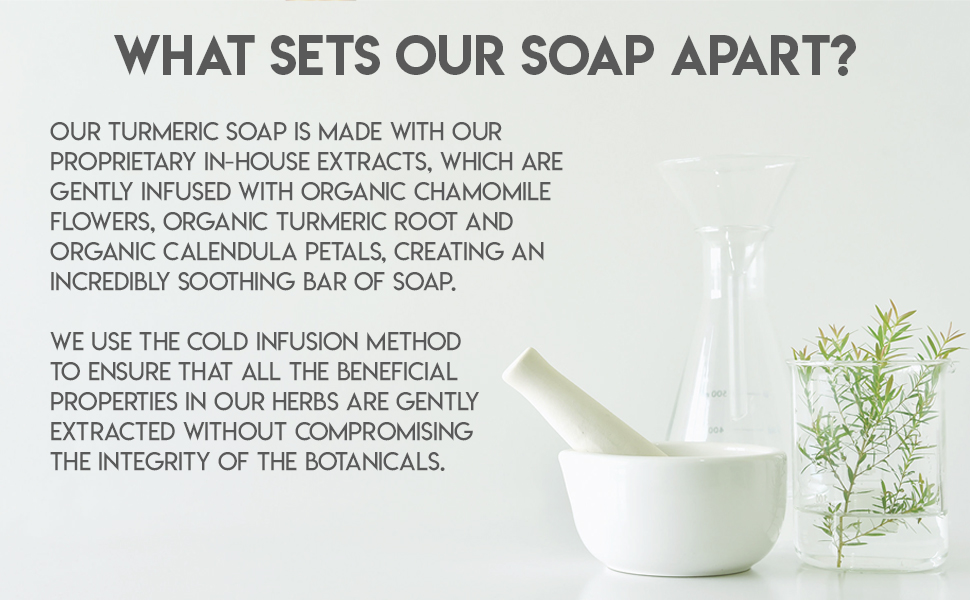 WHAT SETS OUR SOAP APART?
OUR TURMERIC SOAP IS MADE WITH OUR
PROPRIETARY IN-HOUSE EXTRACTS, WHICH ARE
GENTLY INFUSED WITH ORGANIC CHAMOMILE
FLOWERS, ORGANIC TURMERIC ROOT AND
ORGANIC CALENDULA PETALS, CREATING AN
INCREDIBLY SOOTHING BAR OF SOAP.
WE USE THE COLD INFUSION METHOD
TO ENSURE THAT ALL THE BENEFICIAL
PROPERTIES IN OUR HERBS ARE GENTLY
EXTRACTED WITHOUT COMPROMISING
THE INTEGRITY OF THE BOTANICALS.